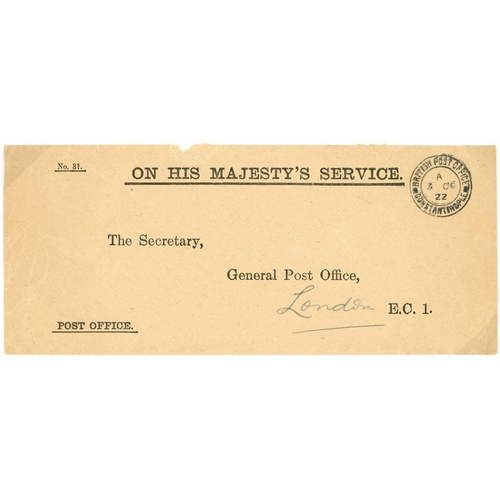 No. 31.
ON HIS MAJESTY'S SERVICE.
BRITISH POST OFFICE
A
3 OC
22
CONSTANTINOPLE
The Secretary,
General Post Office,
London E.C. 1.
POST OFFICE.